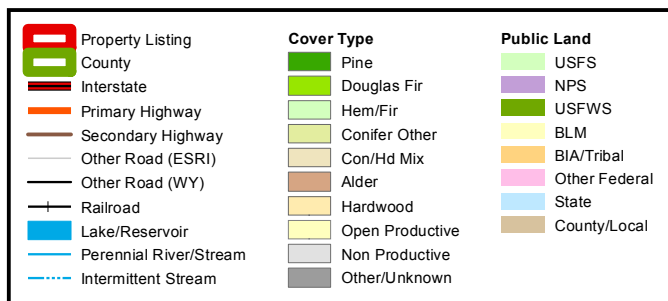 Property Listing
County
Interstate
Primary Highway
Secondary Highway
Other Road (ESRI)
Other Road (WY)
Railroad
Lake/Reservoir
Perennial River/Stream
Intermittent Stream
Cover Type
Pine
Douglas Fir
Hem/Fir
Conifer Other
Con/Hd Mix
Alder
Hardwood
Open Productive
Non Productive
Other/Unknown
Public Land
USFS
NPS
USFWS
BLM
BIA/Tribal
Other Federal
State
County/Local